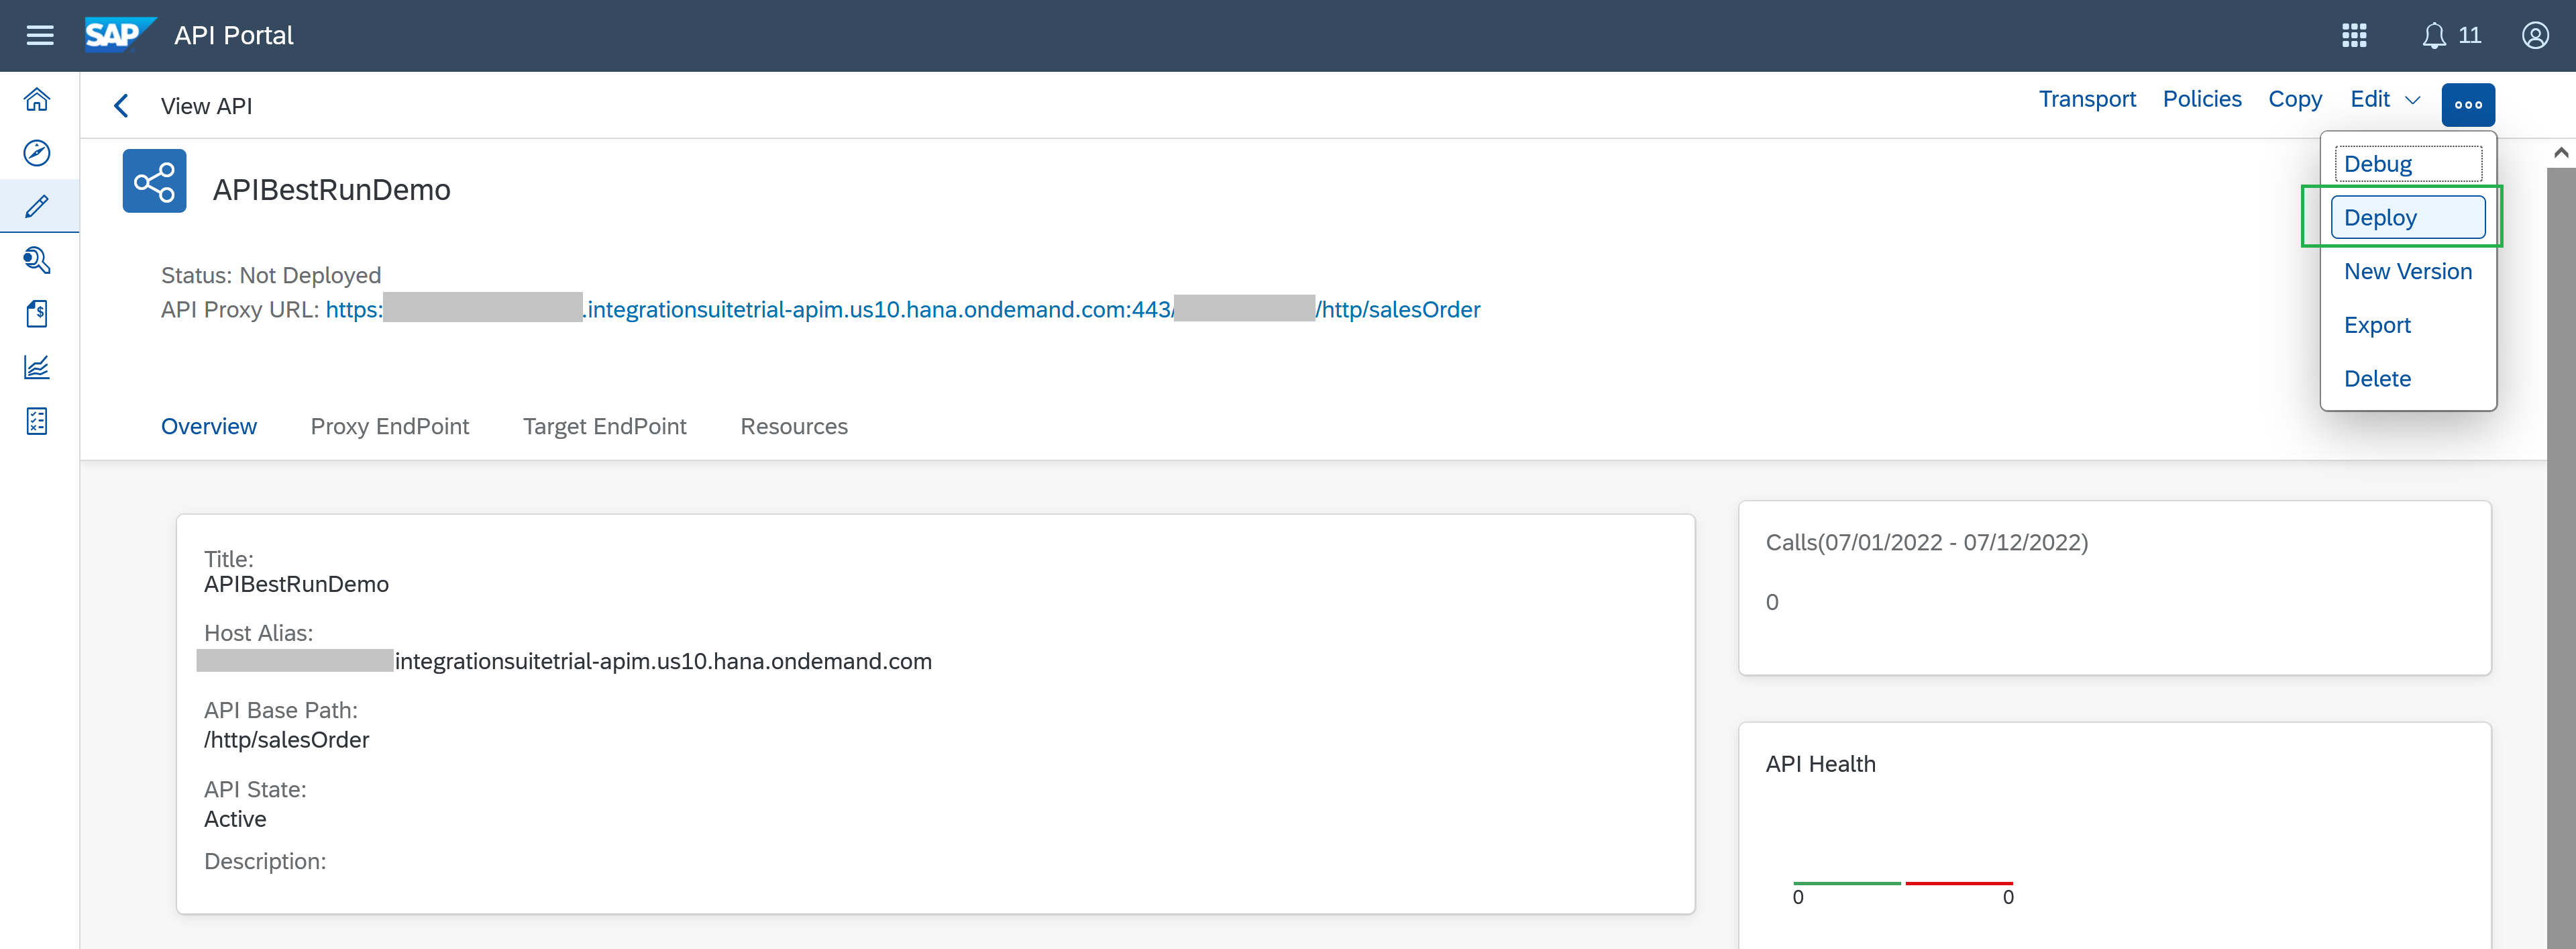 SAP API Portal 11
View API Transport Policies Copy Edit
Debug
Deploy
New Version
Export
Delete
APIBestRunDemo
Status: Not Deployed
API Proxy URL: https: .integrationsuitetrial-apim.us10.hana.ondemand.com:443/ /http/salesOrder
Overview Proxy EndPoint Target EndPoint Resources
Title:
APIBestRunDemo
Host Alias:
integrationsuitetrial-apim.us10.hana.ondemand.com
API Base Path:
/http/salesOrder
API State:
Active
Description:
Calls(07/01/2022 - 07/12/2022)
0
API Health
0 0